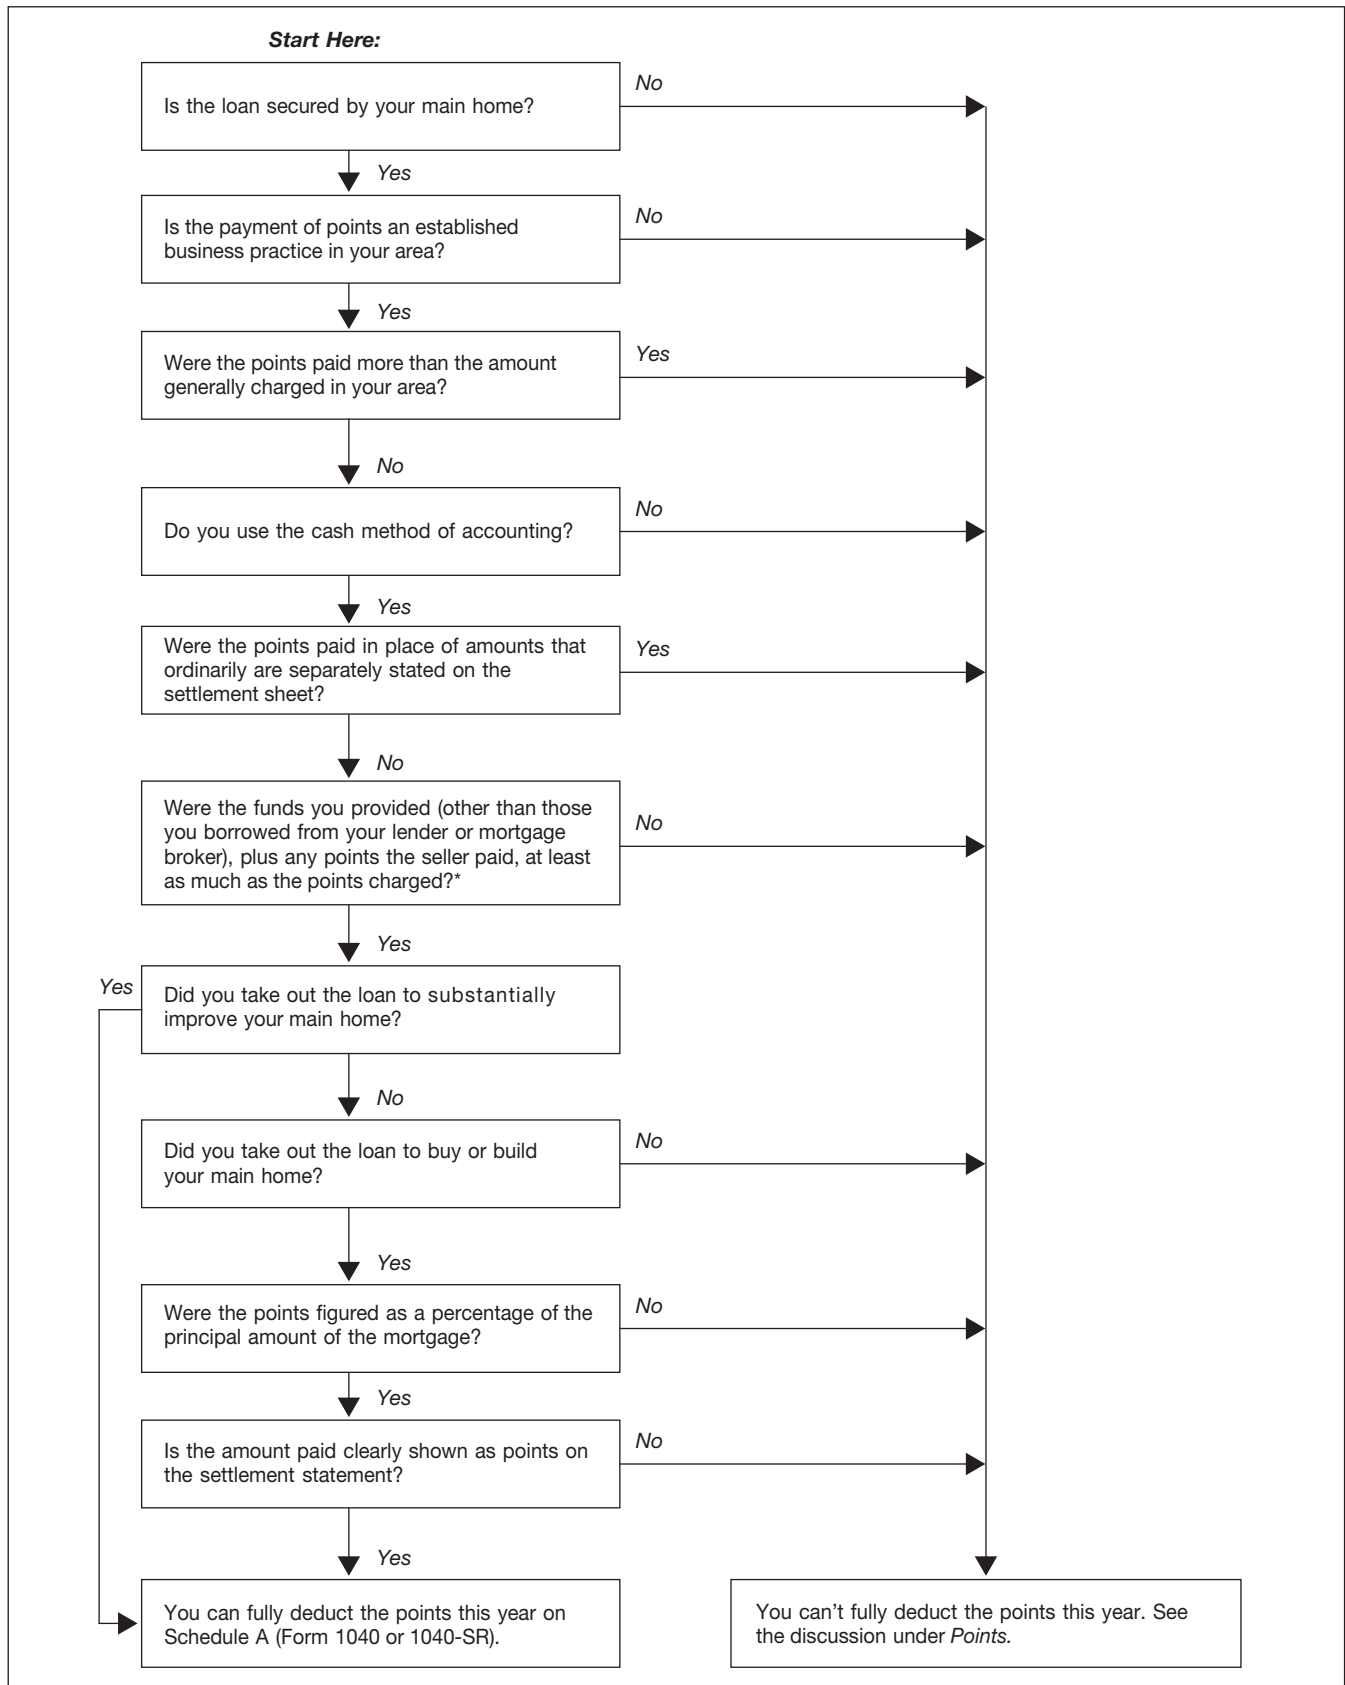 Start Here:
Is the loan secured by your main home?
No
Yes
Is the payment of points an established
business practice in your area?
No
Yes
Were the points paid more than the amount
generally charged in your area?
Yes
No
Do you use the cash method of accounting?
No
Yes
Were the points paid in place of amounts that
ordinarily are separately stated on the
settlement sheet?
Yes
No
Were the funds you provided (other than those
you borrowed from your lender or mortgage
broker), plus any points the seller paid, at least
as much as the points charged?*
No
Yes
Yes
Did you take out the loan to substantially
improve your main home?
No
Did you take out the loan to buy or build
your main home?
No
Yes
Were the points figured as a percentage of the
principal amount of the mortgage?
No
Yes
Is the amount paid clearly shown as points on
the settlement statement?
No
Yes
You can fully deduct the points this year on
Schedule A (Form 1040 or 1040-SR).
You can’t fully deduct the points this year. See
the discussion under Points.